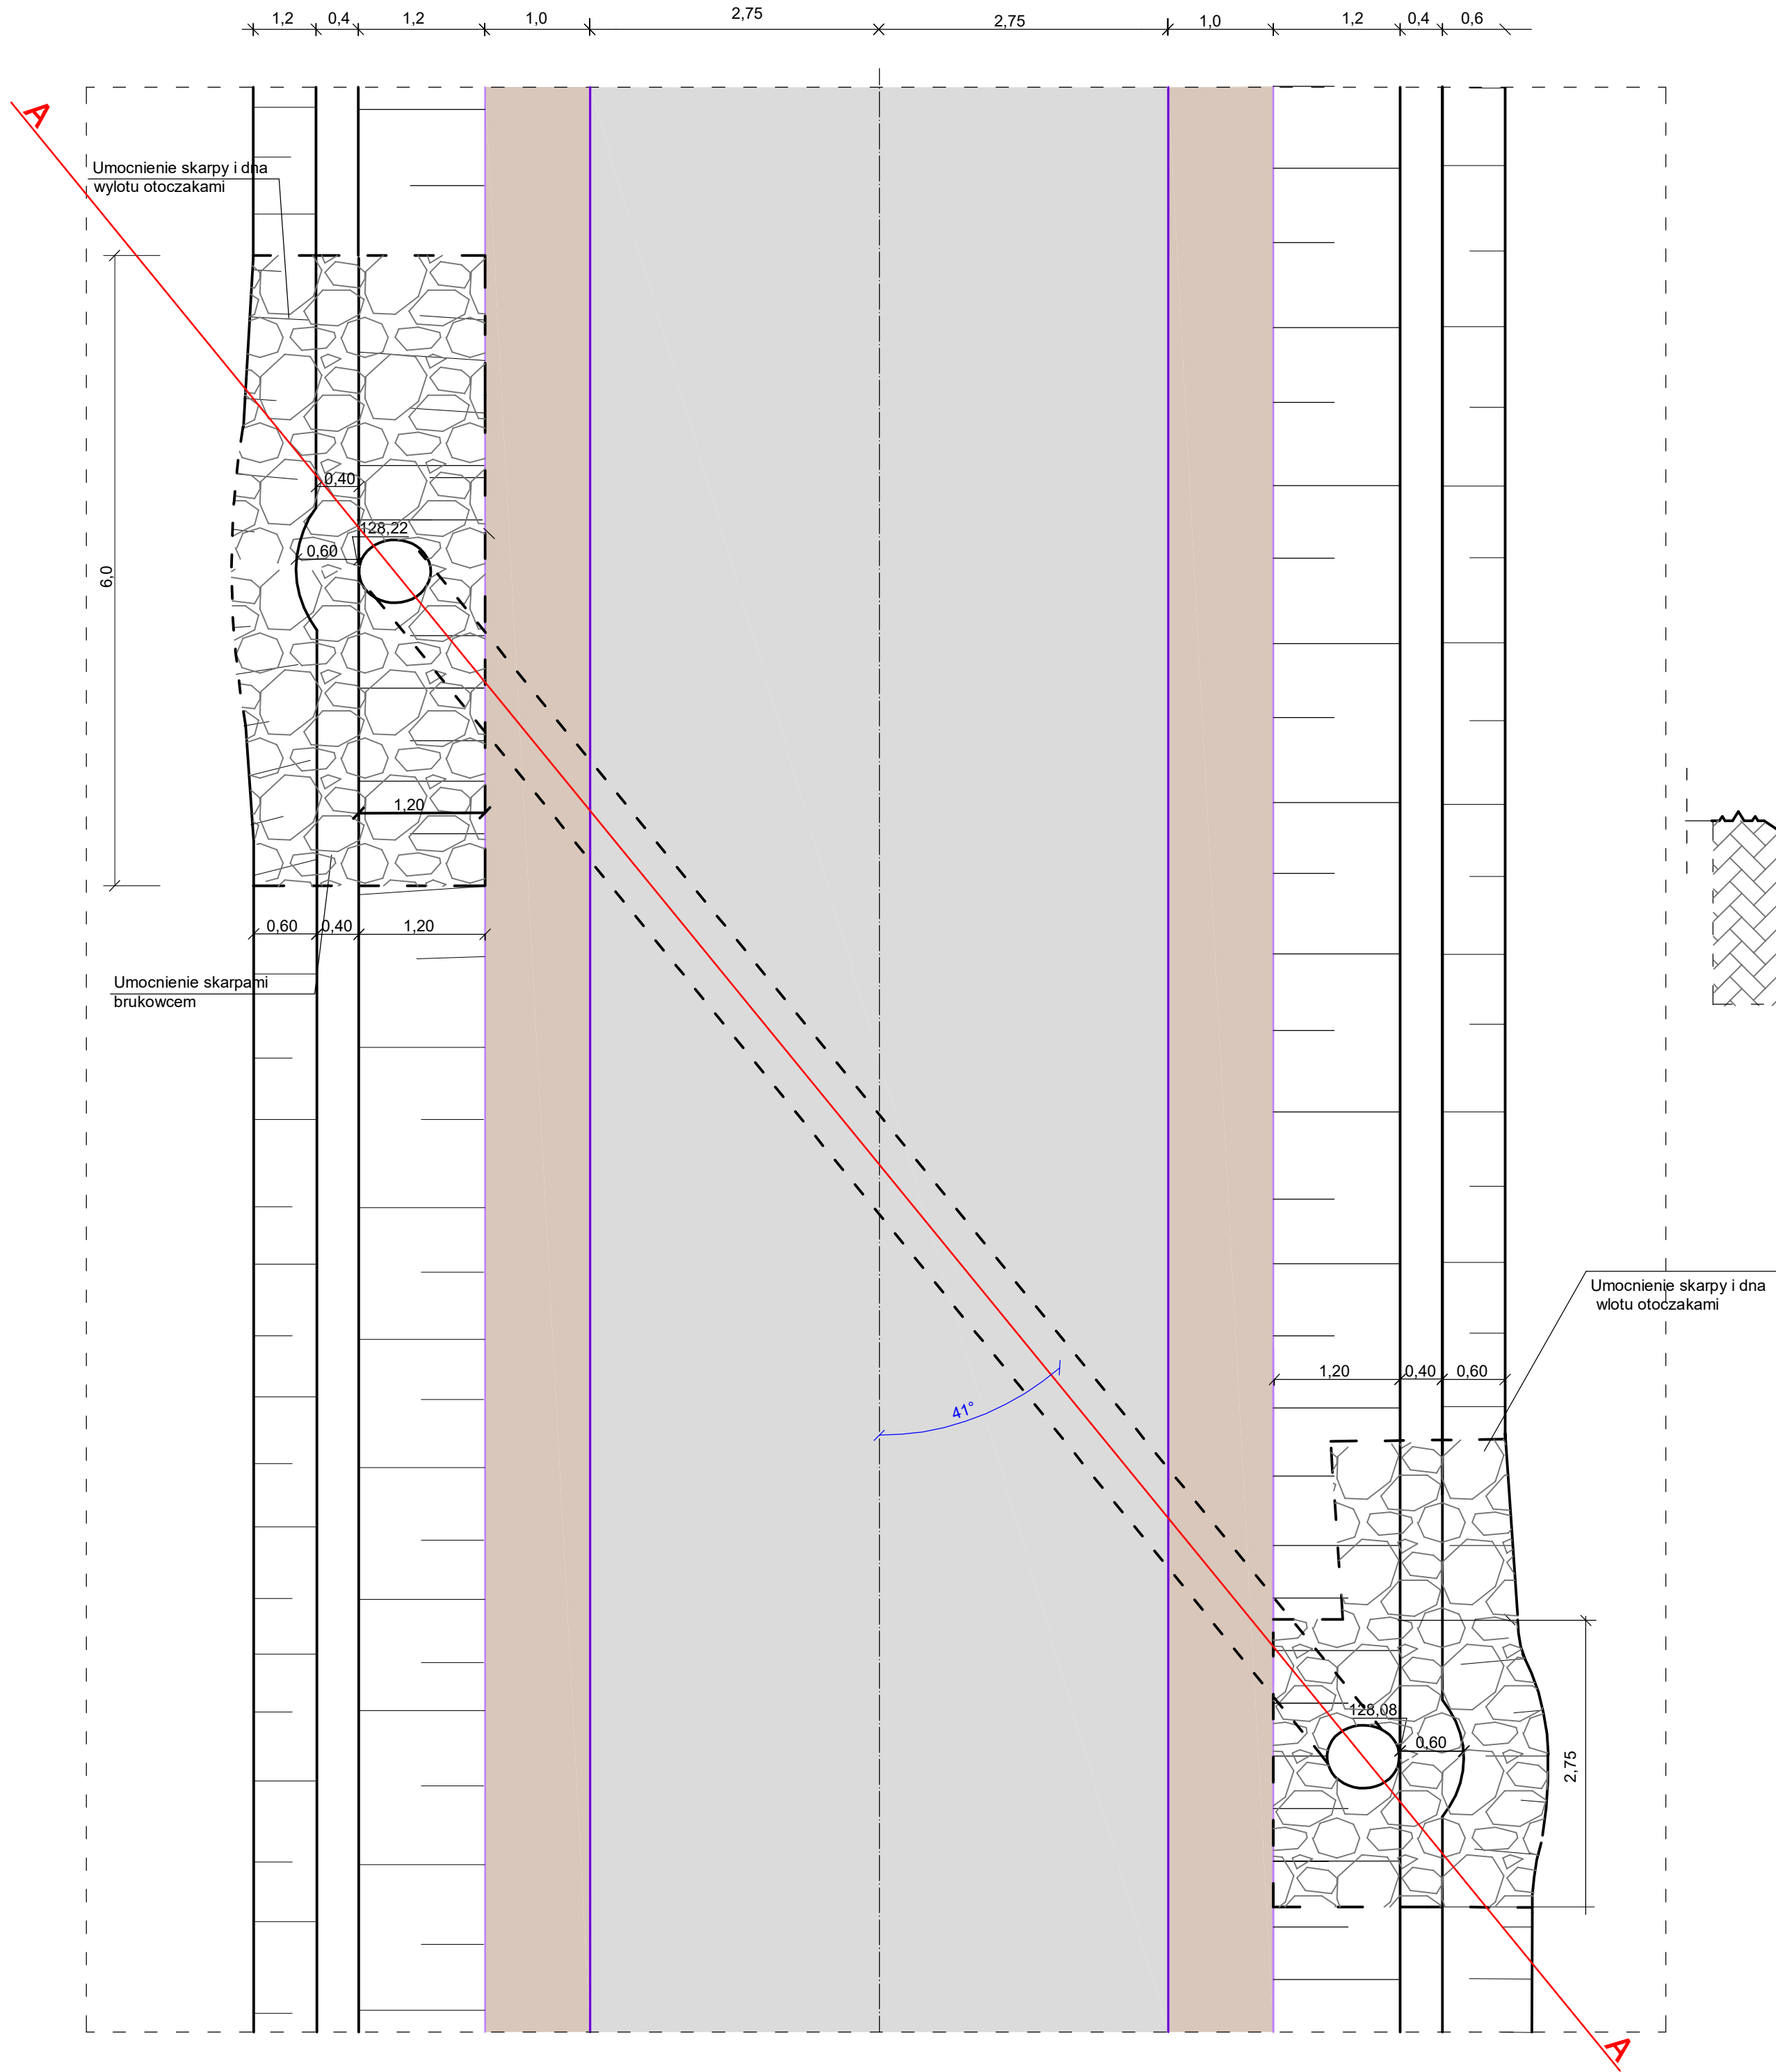 1,2 0,4 1,2 1,0 2,75 2,75 1,0 1,2 0,4 0,6
A
Umocnienie skarpy i dna
wylotu otoczakami
0,40
128,22
0,60
6,0
1,20
0,60 0,40 1,20
Umocnienie skarpami
brukowcem
Umocnienie skarpy i dna
wlotu otoczakami
1,20 0,40 0,60
41°
128,08
0,60
2,75
A